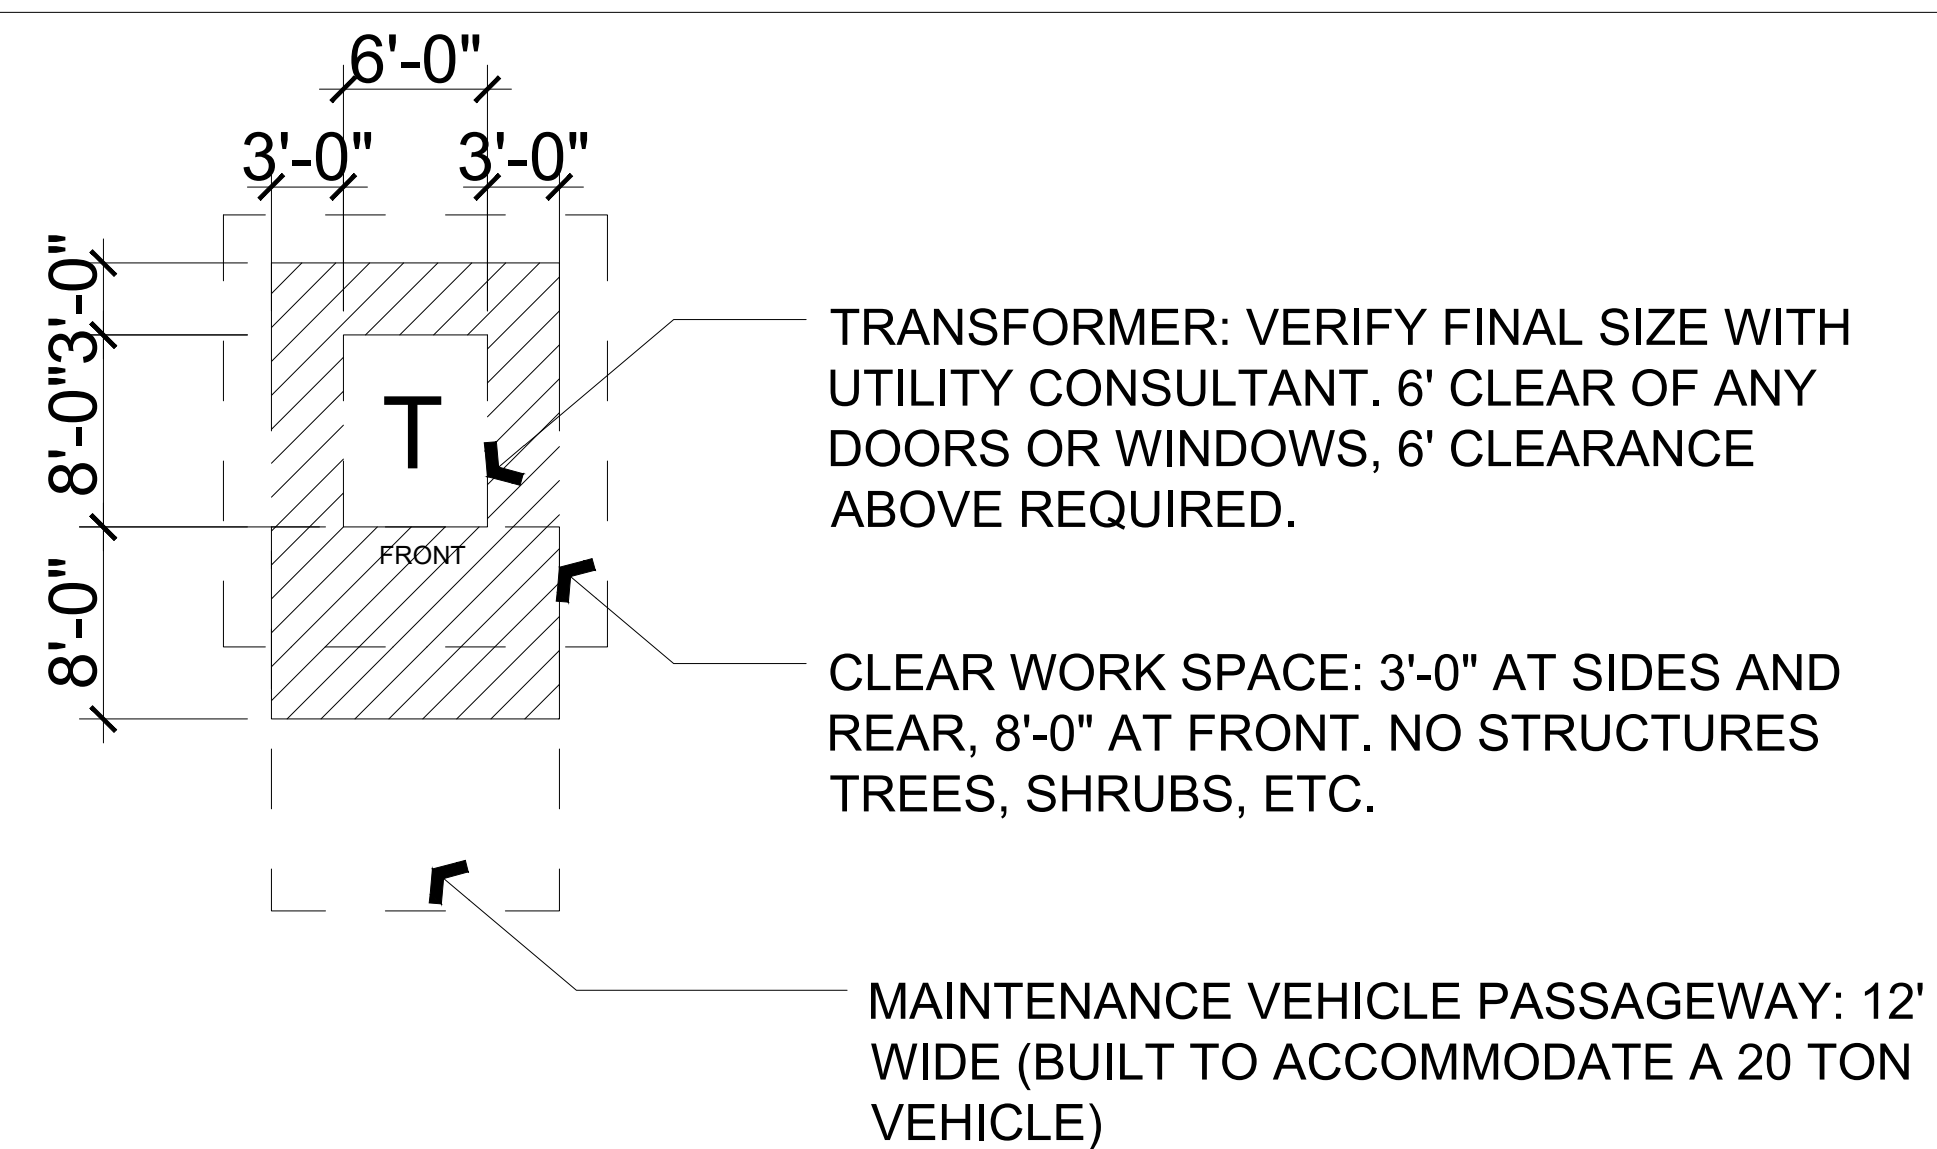 6'-0"
3'-0" 3'-0"
3'-0"
8'-0"
8'-0"
T
FRONT
TRANSFORMER: VERIFY FINAL SIZE WITH
UTILITY CONSULTANT. 6' CLEAR OF ANY
DOORS OR WINDOWS, 6' CLEARANCE
ABOVE REQUIRED.
CLEAR WORK SPACE: 3'-0" AT SIDES AND
REAR, 8'-0" AT FRONT. NO STRUCTURES
TREES, SHRUBS, ETC.
MAINTENANCE VEHICLE PASSAGEWAY: 12'
WIDE (BUILT TO ACCOMMODATE A 20 TON
VEHICLE)